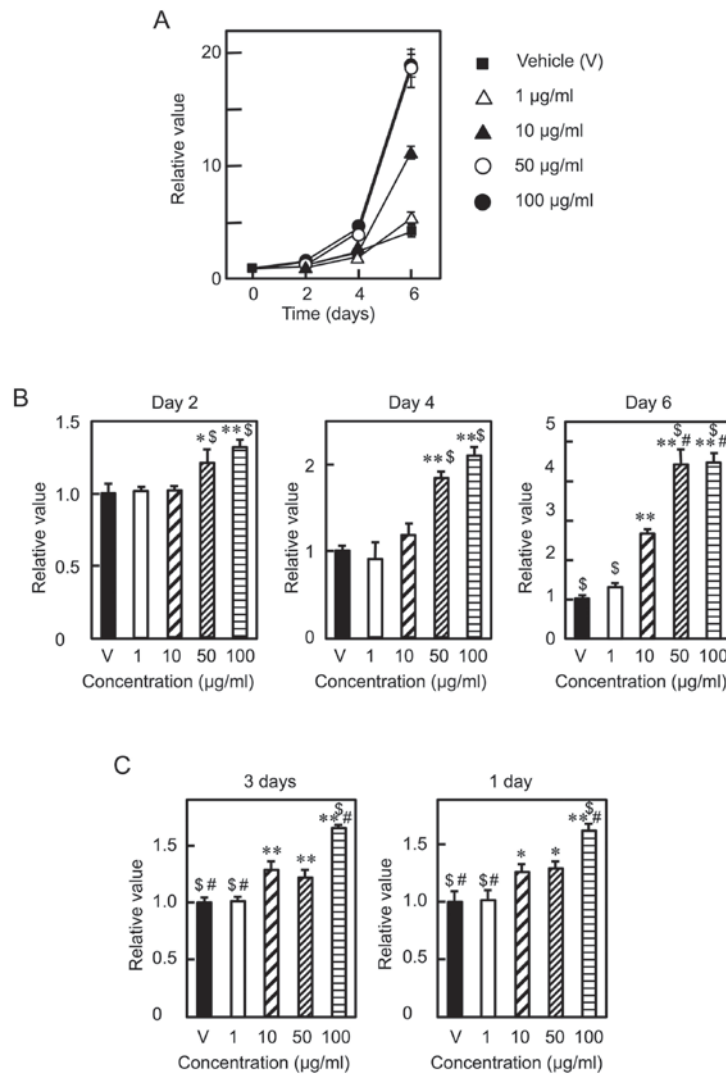 A
Relative value
20
10
0
0 2 4 6
Time (days)
Vehicle (V)
1 µg/ml
10 µg/ml
50 µg/ml
100 µg/ml
B
Day 2
Relative value
1.5
1.0
0.5
0
*$ **$
V 1 10 50 100
Concentration (µg/ml)
Day 4
Relative value
2
1
0
**$ **$
V 1 10 50 100
Concentration (µg/ml)
Day 6
Relative value
5
4
2
1
0
$ $ ** $**# $**#
V 1 10 50 100
Concentration (µg/ml)
C
3 days
Relative value
1.5
1.0
0.5
0
$# $# ** ** $**#
V 1 10 50 100
Concentration (µg/ml)
1 day
Relative value
1.5
1.0
0.5
0
$# $# * * $**#
V 1 10 50 100
Concentration (µg/ml)